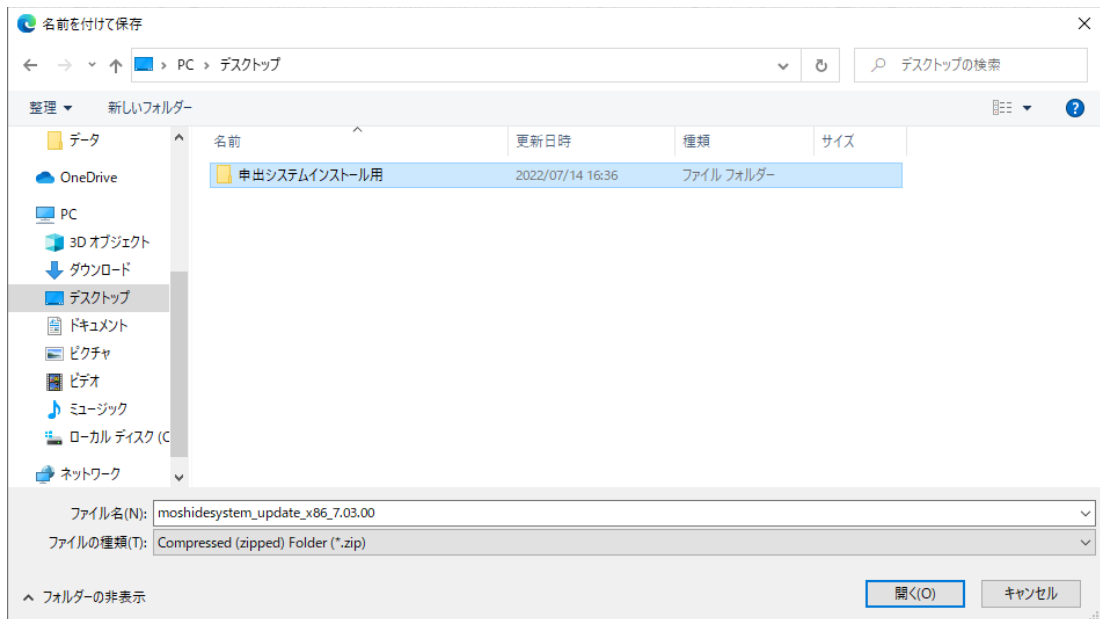 名前を付けて保存
PC › デスクトップ
デスクトップの検索
整理 新しいフォルダー
名前 更新日時 種類 サイズ
データ
申出システムインストール用 2022/07/14 16:36 ファイル フォルダー
OneDrive
PC
3D オブジェクト
ダウンロード
デスクトップ
ドキュメント
ピクチャ
ビデオ
ミュージック
ローカル ディスク (C
ネットワーク
ファイル名(N): moshidesystem_update_x86_7.03.00
ファイルの種類(T): Compressed (zipped) Folder (*.zip)
フォルダーの非表示
開く(O) キャンセル